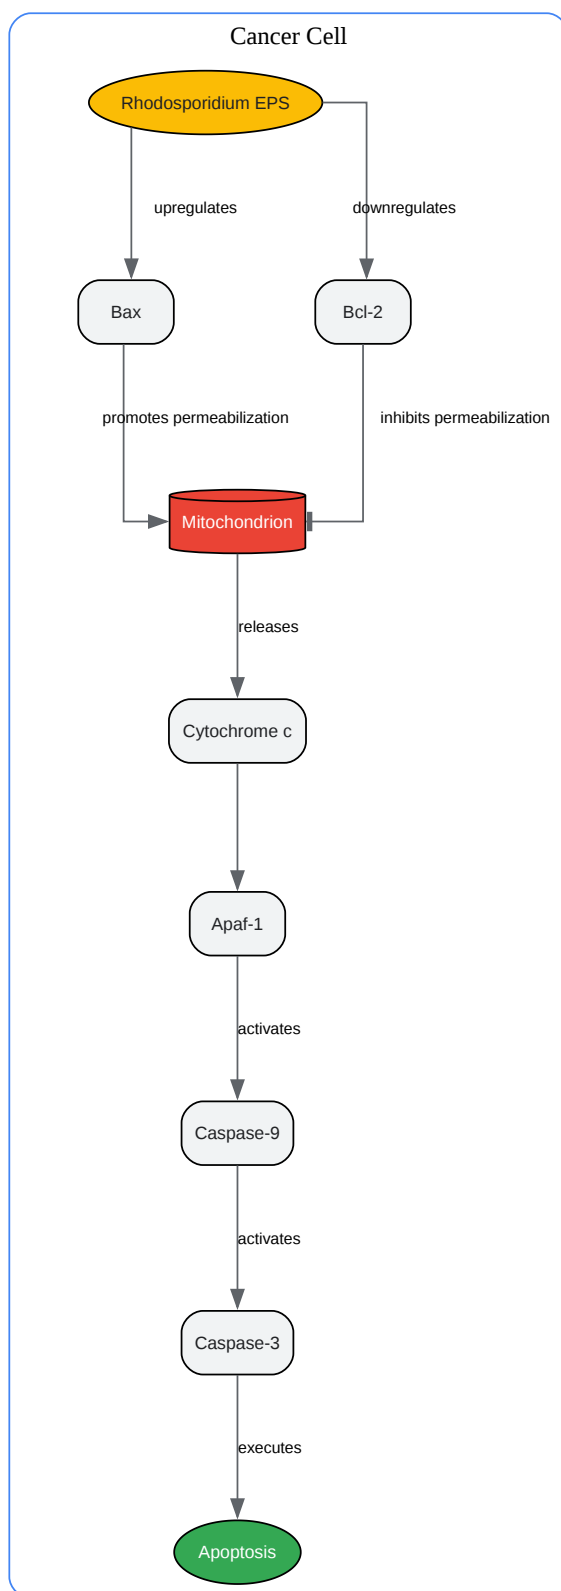 Cancer Cell
Rhodosporidium EPS
upregulates
downregulates
Bax
Bcl-2
promotes permeabilization
inhibits permeabilization
Mitochondrion
releases
Cytochrome c
Apaf-1
activates
Caspase-9
activates
Caspase-3
executes
Apoptosis